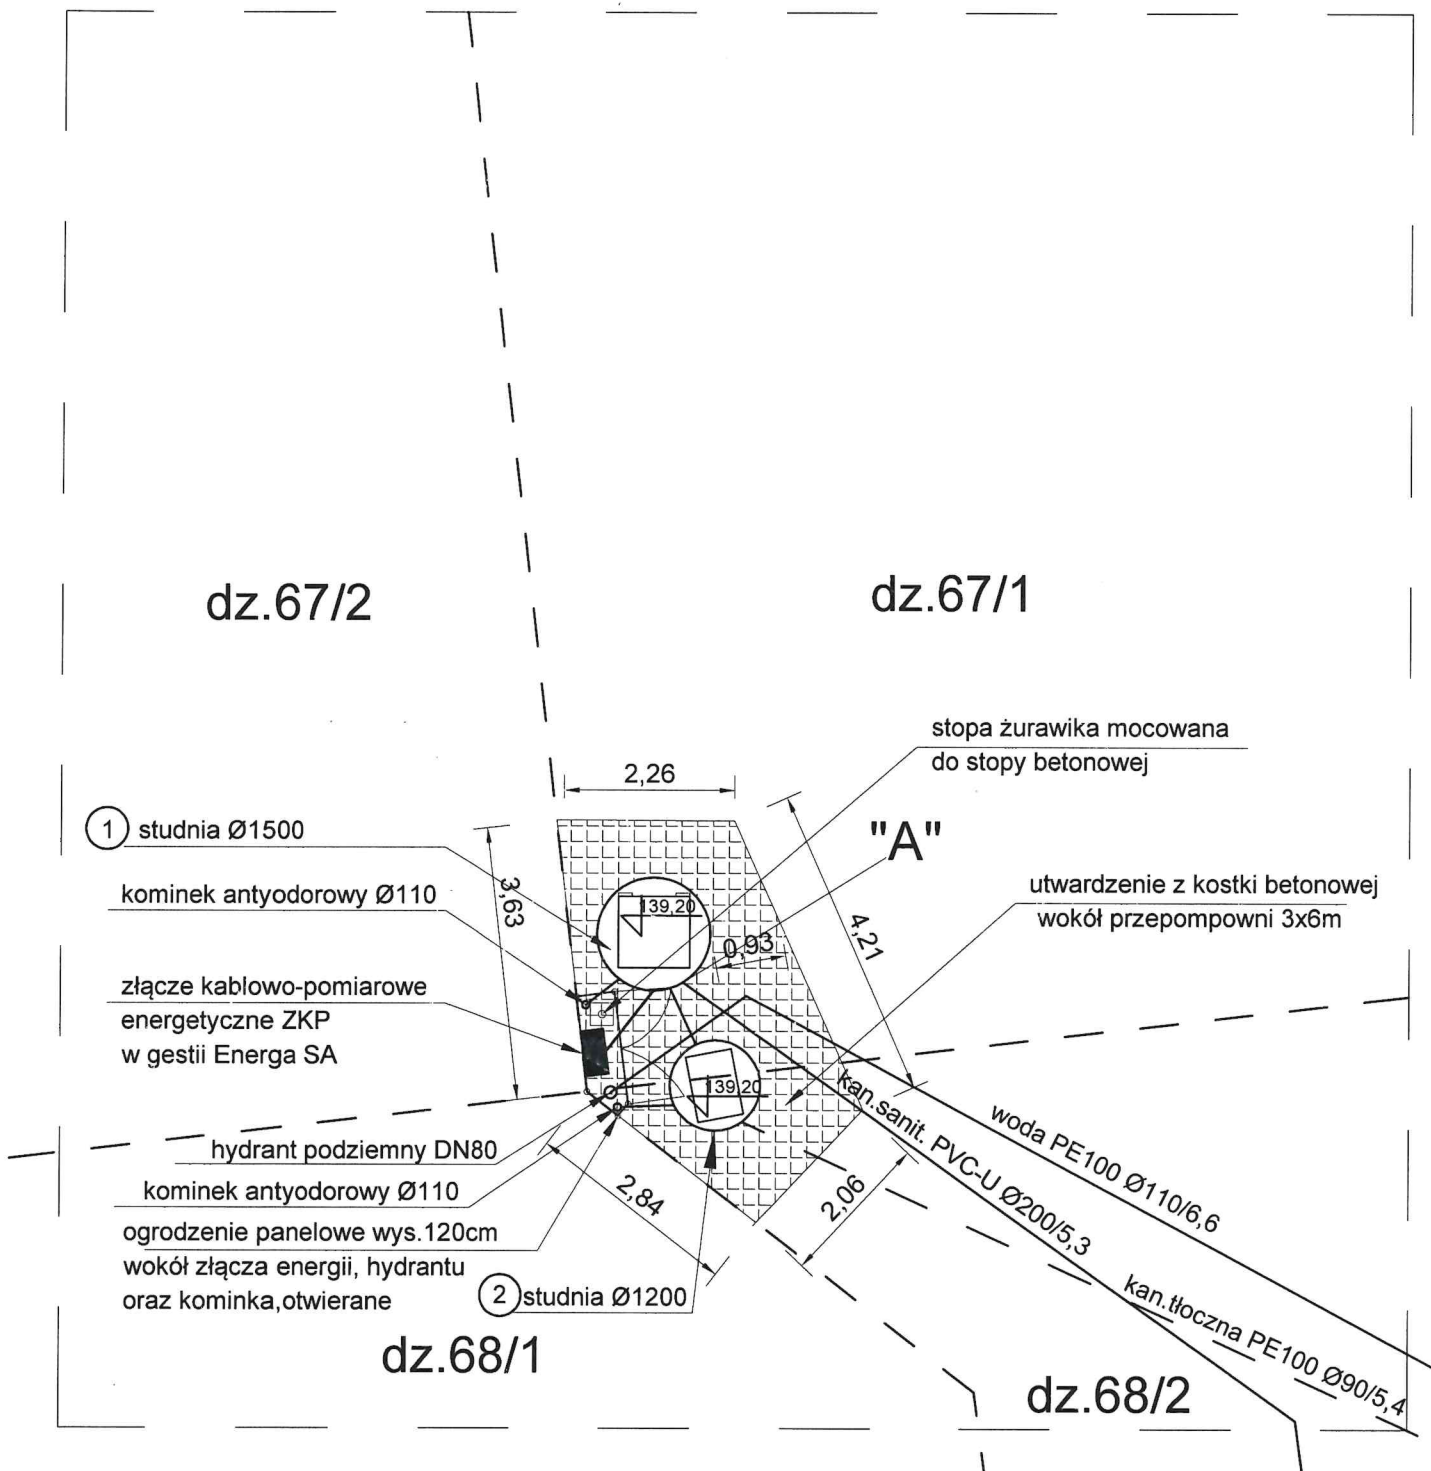 dz.67/2
dz.67/1
stopa żurawika mocowana
do stopy betonowej
2,26
1 studnia Ø1500
"A"
kominek antyodorowy Ø110
3,63
139,20
4,21
utwardzenie z kostki betonowej
wokół przepompowni 3x6m
0,93
złącze kablowo-pomiarowe
energetyczne ZKP
w gestii Energa SA
139,20
kan.sanit. PVC-U Ø200/5,3
woda PE100 Ø110/6,6
hydrant podziemny DN80
kominek antyodorowy Ø110
2,84
2,06
ogrodzenie panelowe wys.120cm
wokół złącza energii, hydrantu
oraz kominka,otwierane
2 studnia Ø1200
kan.tłoczna PE100 Ø90/5,4
dz.68/1
dz.68/2